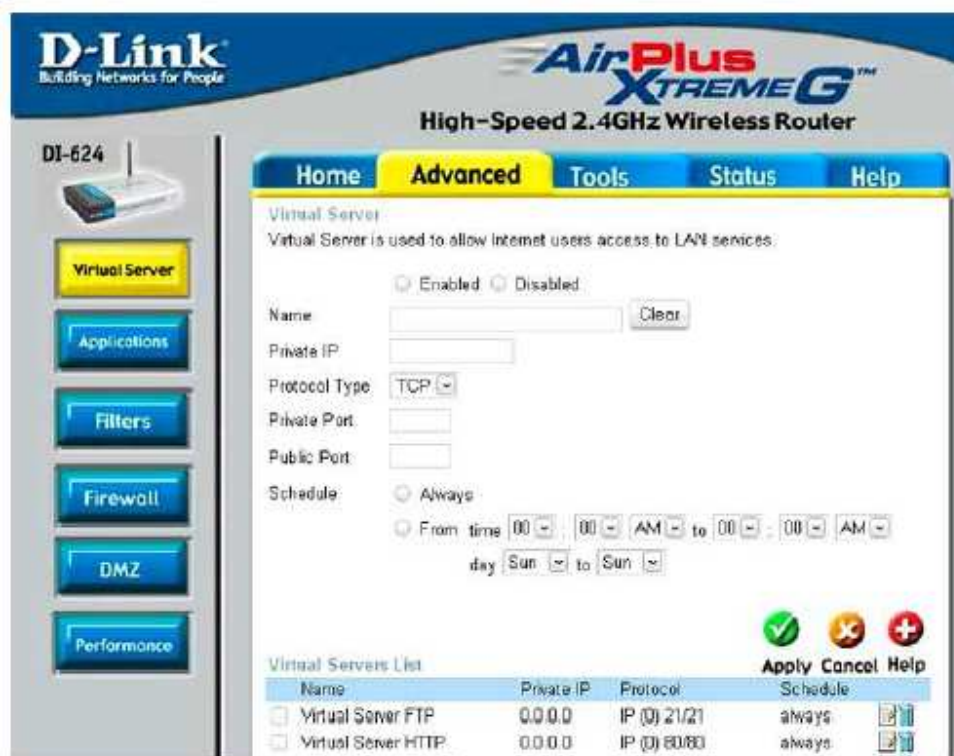 D-Link
Building Networks for People
AirPlus
XTREME G™
High-Speed 2.4GHz Wireless Router
DI-624
Home Advanced Tools Status Help
Virtual Server
Virtual Server is used to allow Internet users access to LAN services.
Virtual Server
Enabled Disabled
Name Clear
Applications
Private IP
Protocol Type TCP
Filters
Private Port
Public Port
Firewall
Schedule Always
From time 00 : 00 AM to 00 : 00 AM
day Sun to Sun
DMZ
Performance
Apply Cancel Help
Virtual Servers List
Name Private IP Protocol Schedule
Virtual Server FTP 0.0.0.0 IP (0) 21/21 always
Virtual Server HTTP 0.0.0.0 IP (0) 80/80 always